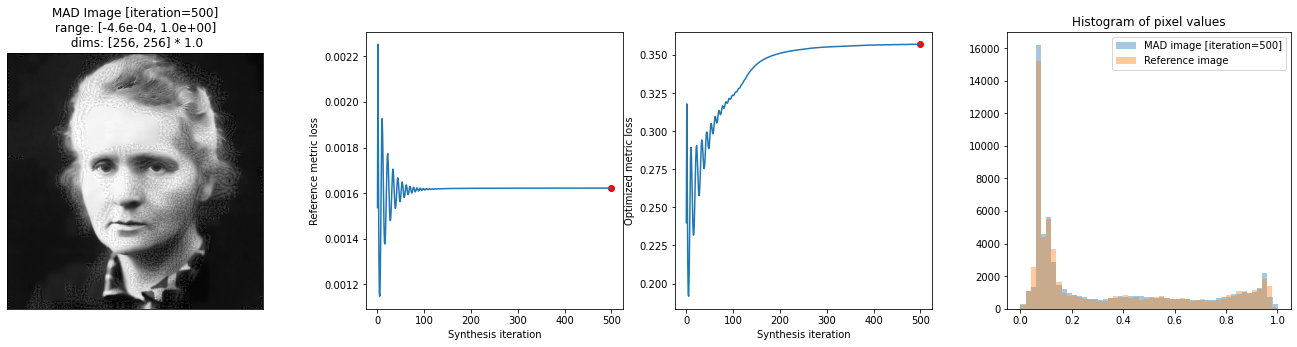 MAD Image [iteration=500]
range: [-4.6e-04, 1.0e+00]
dims: [256, 256] * 1.0
Reference metric loss
0.0022
0.0020
0.0018
0.0016
0.0014
0.0012
0 100 200 300 400 500
Synthesis iteration
Optimized metric loss
0.350
0.325
0.300
0.275
0.250
0.225
0.200
0 100 200 300 400 500
Synthesis iteration
Histogram of pixel values
MAD image [iteration=500]
Reference image
16000
14000
12000
10000
8000
6000
4000
2000
0
0.0 0.2 0.4 0.6 0.8 1.0